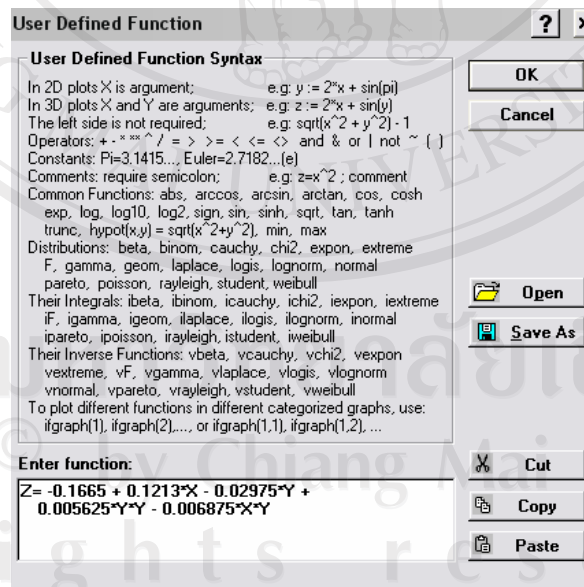 User Defined Function
User Defined Function Syntax
In 2D plots X is argument; e.g: y := 2*x + sin(pi)
In 3D plots X and Y are arguments; e.g: z := 2*x + sin(y)
The left side is not required; e.g: sqrt(x^2 + y^2) - 1
Operators: + - * ** ^ / = > >= < <= <> and & or | not ~ ( )
Constants: Pi=3.1415..., Euler=2.7182...(e)
Comments: require semicolon; e.g: z=x^2 ; comment
Common Functions: abs, arccos, arcsin, arctan, cos, cosh
exp, log, log10, log2, sign, sin, sinh, sqrt, tan, tanh
trunc, hypot(x,y) = sqrt(x^2+y^2), min, max
Distributions: beta, binom, cauchy, chi2, expon, extreme
F, gamma, geom, laplace, logis, lognorm, normal
pareto, poisson, rayleigh, student, weibull
Their Integrals: ibeta, ibinom, icauchy, ichi2, iexpon, iextreme
iF, igamma, igeom, ilaplace, ilogis, ilognorm, inormal
ipareto, ipoisson, irayleigh, istudent, iweibull
Their Inverse Functions: vbeta, vcauchy, vchi2, vexpon
vextreme, vF, vgamma, vlaplace, vlogis, vlognorm
vnormal, vpareto, vrayleigh, vstudent, vweibull
To plot different functions in different categorized graphs, use:
ifgraph(1), ifgraph(2),..., or ifgraph(1,1), ifgraph(1,2), ...
Enter function:
Z= -0.1665 + 0.1213*X - 0.02975*Y +
0.005625*Y*Y - 0.006875*X*Y
?
OK
Cancel
Open
Save As
Cut
Copy
Paste
© by Chiang Mai
ights res